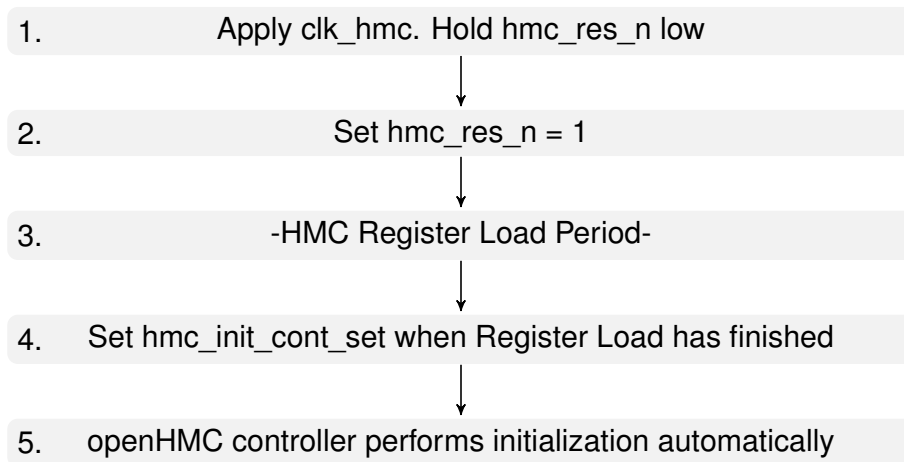 1. Apply clk_hmc. Hold hmc_res_n low
2. Set hmc_res_n = 1
3. -HMC Register Load Period-
4. Set hmc_init_cont_set when Register Load has finished
5. openHMC controller performs initialization automatically